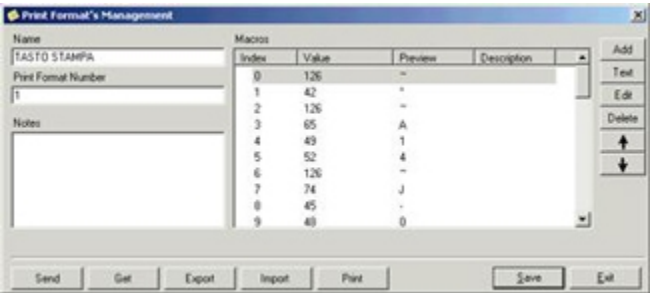 Print Format's Management
Name
TASTO STAMPA
Print Format Number
1
Notes
Macros
Index Value Preview Description
0 126 ~
1 42 *
2 126 ~
3 65 A
4 49 1
5 52 4
6 126 ~
7 74 J
8 45 -
9 48 0
Add
Text
Edit
Delete
Send Get Export Import Print Save Exit